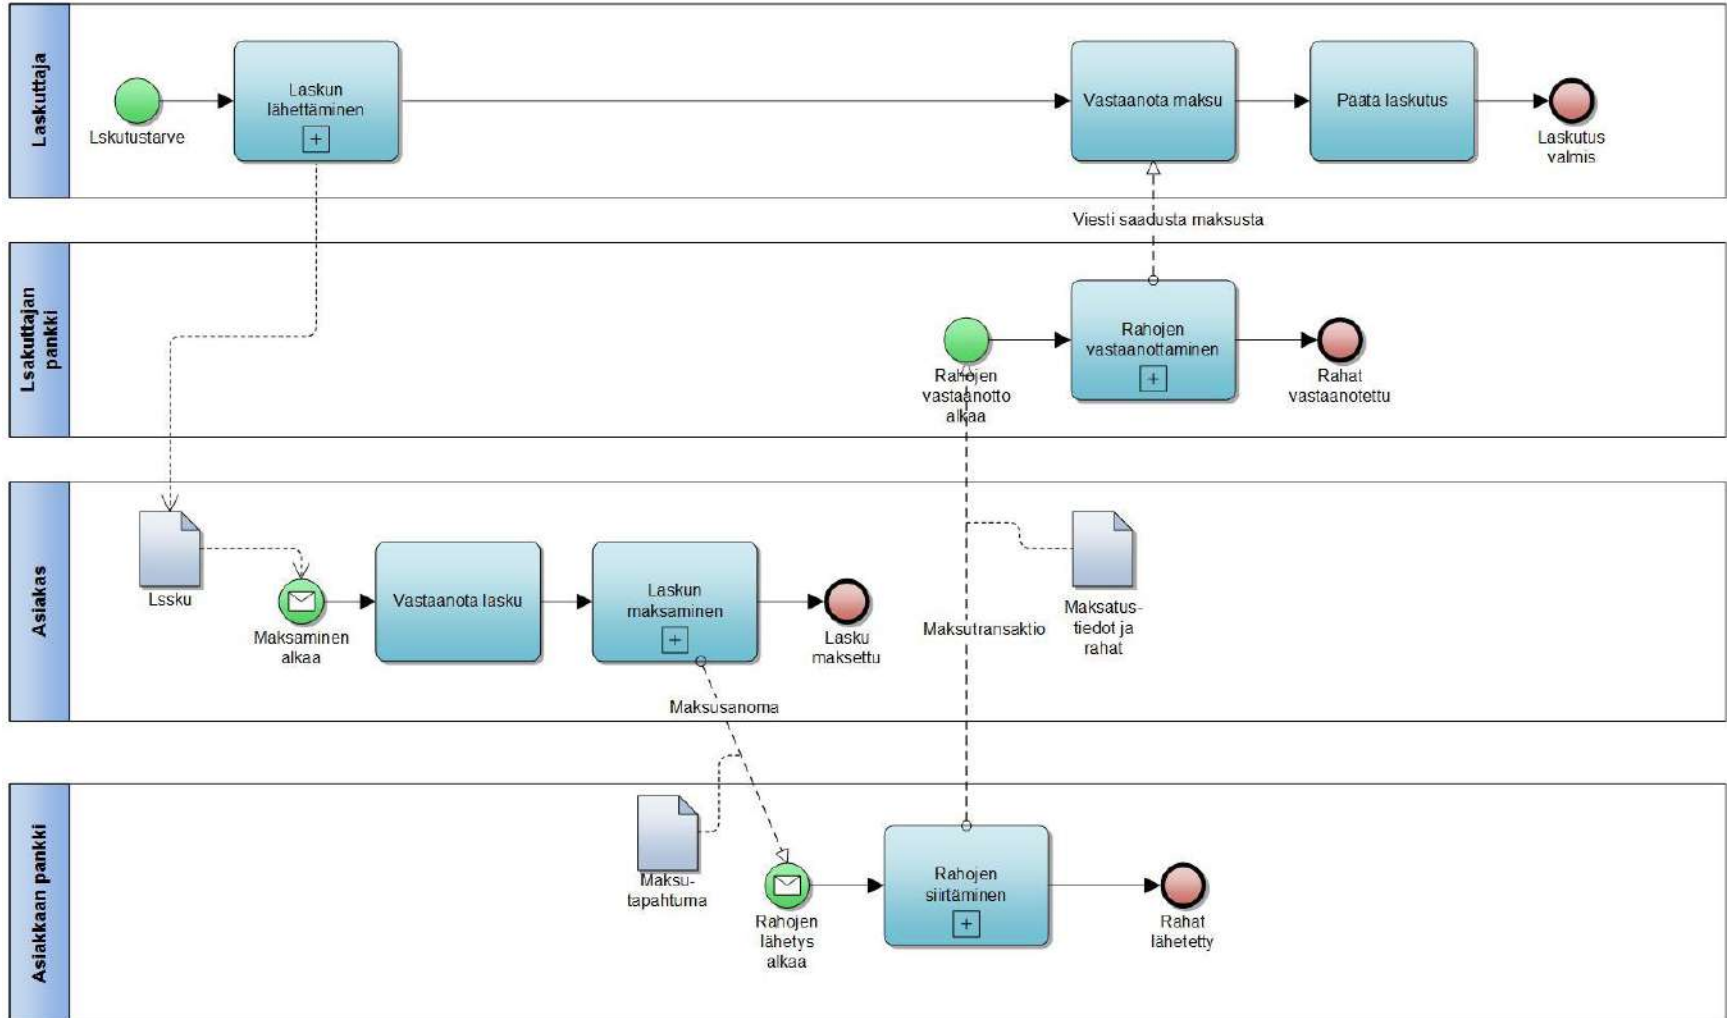 Laskuttaja
Lskutustarve
Laskun
lähettäminen
Vastaanota maksu
Päätä laskutus
Laskutus
valmis
Viesti saadusta maksusta
Lsakuttajan
pankki
Rahojen
vastaanotto
alkaa
Rahojen
vastaanottaminen
Rahat
vastaanotettu
Asiakas
Lssku
Maksaminen
alkaa
Vastaanota lasku
Laskun
maksaminen
Lasku
maksettu
Maksutransaktio
Maksatus-
tiedot ja
rahat
Maksusanoma
Asiakkaan pankki
Maksu-
tapahtuma
Rahojen
lähetys
alkaa
Rahojen
siirtäminen
Rahat
lähetetty